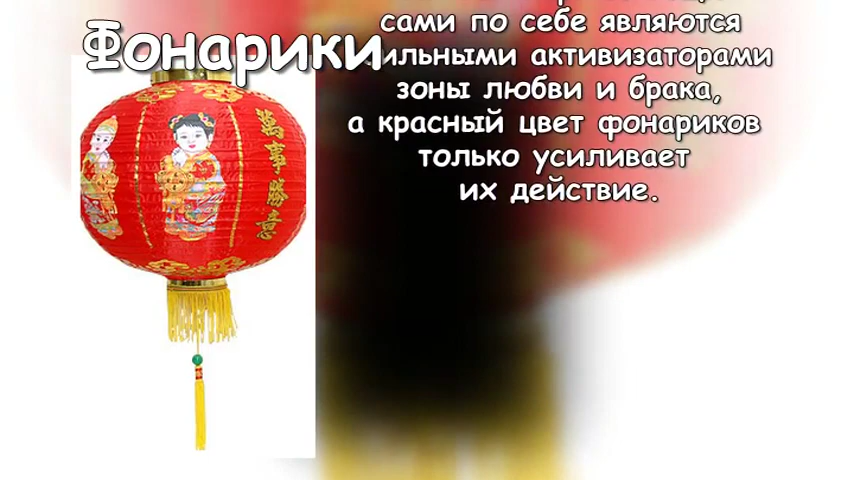 Фонарики
сами по себе являются
сильными активизаторами
зоны любви и брака,
а красный цвет фонариков
только усиливает
их действие.
萬事勝意